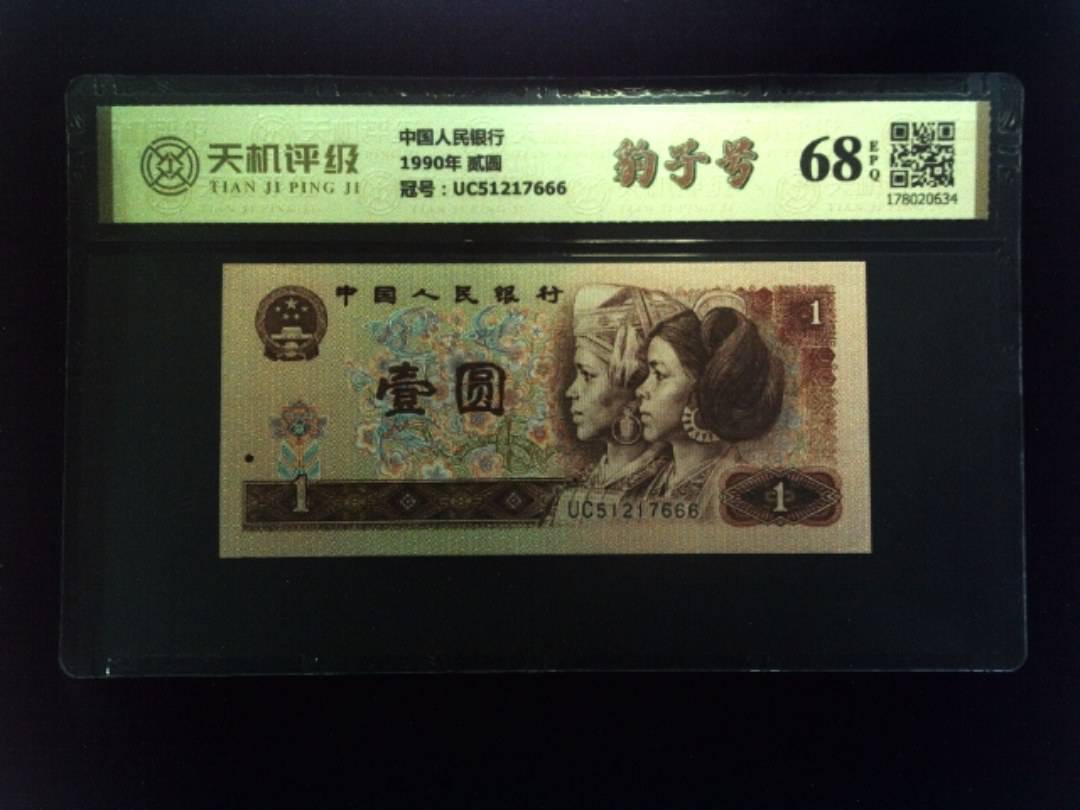 天机评级
TIAN JI PING JI
中国人民银行
1990年 贰圆
冠号：UC51217666
豹子号
68
EPQ
178020634
中国人民银行
1
壹圆
1
UC51217666
1